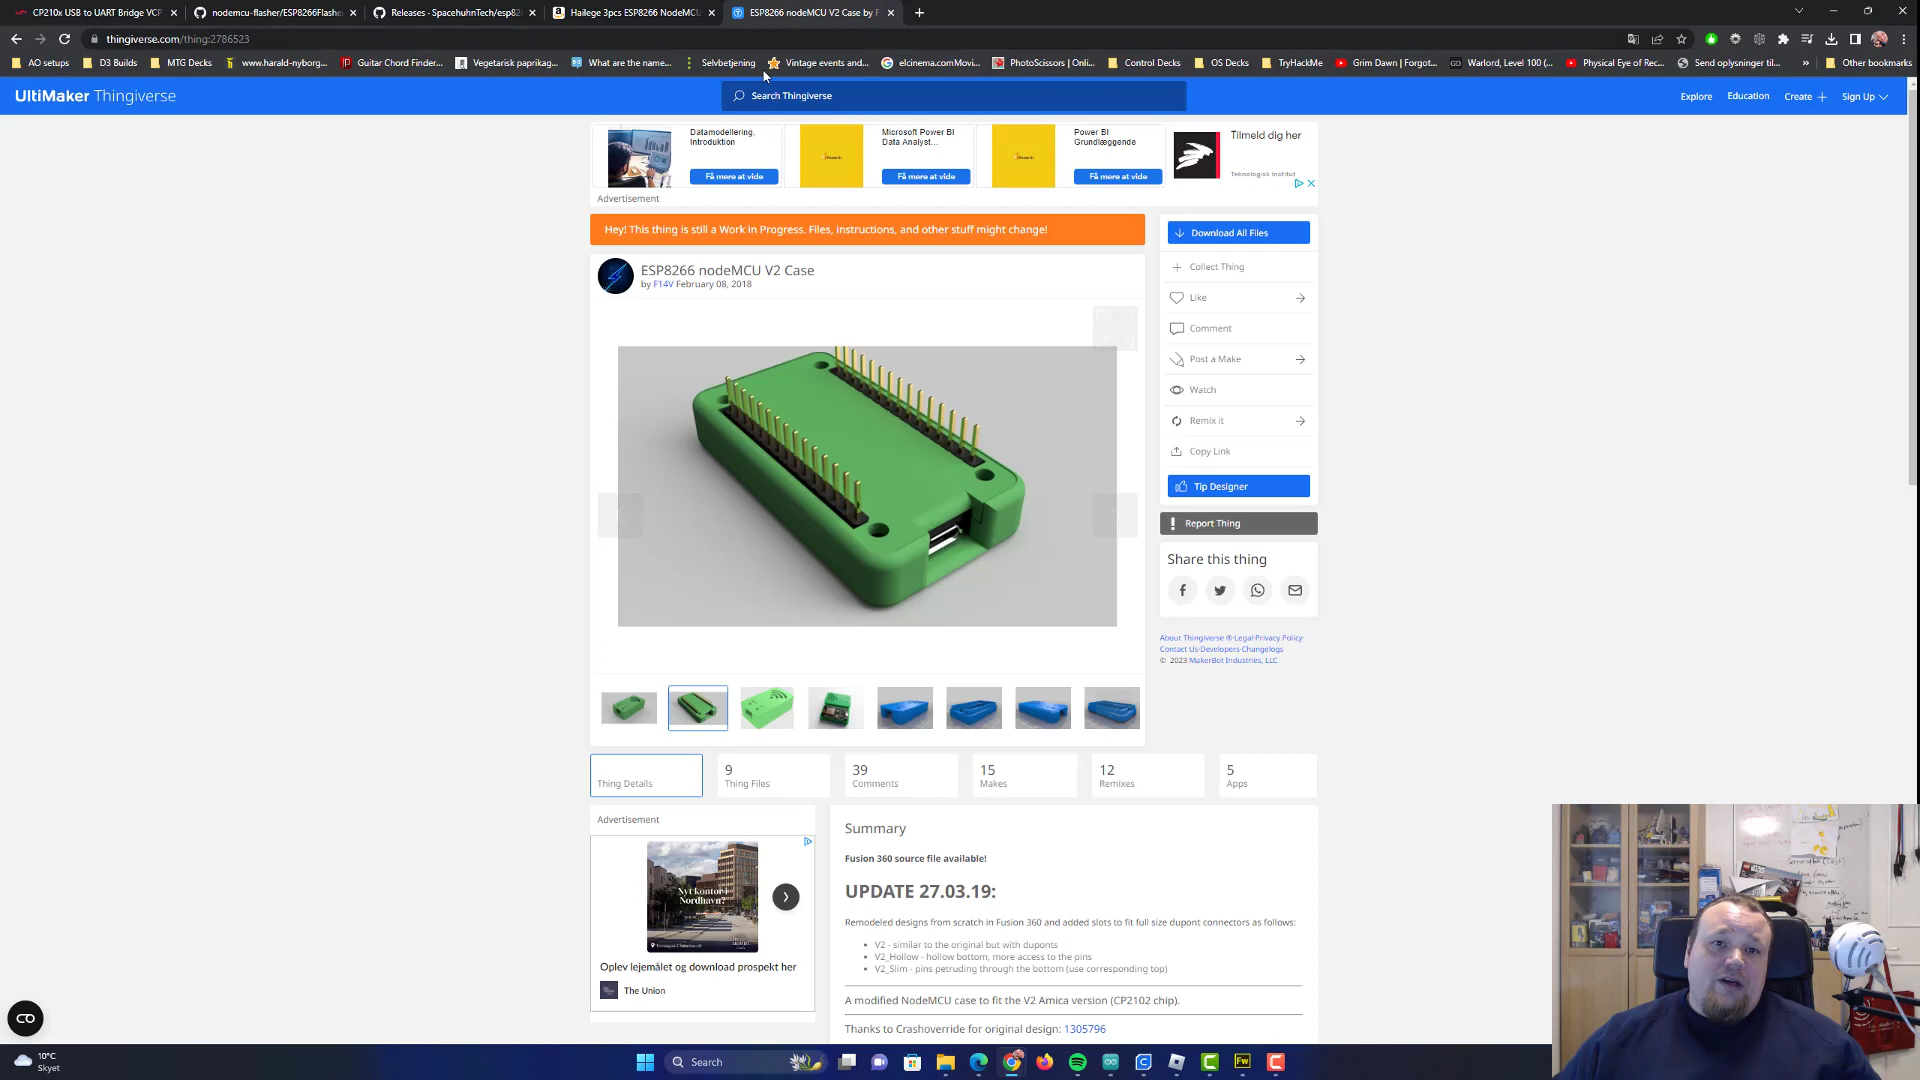 CP210x USB to UART Bridge VCP
nodemcu-flasher/ESP8266Flasher
Releases · SpacehuhnTech/esp82
Hailege 3pcs ESP8266 NodeMCU
ESP8266 nodeMCU V2 Case by F
thingiverse.com/thing:2786523
AO setups
D3 Builds
MTG Decks
www.harald-nyborg...
Guitar Chord Finder...
Vegetarisk paprikag...
What are the name...
Selvbetjening
Vintage events and...
elcinema.comMovi...
PhotoScissors | Onli...
Control Decks
OS Decks
TryHackMe
Grim Dawn | Forgot...
Warlord, Level 100 (...
Physical Eye of Rec...
Send oplysninger til...
Other bookmarks
UltiMaker Thingiverse
Search Thingiverse
Explore
Education
Create
Sign Up
Datamodellering, Introduktion
Få mere at vide
Microsoft Power BI Data Analyst...
Få mere at vide
Power BI Grundlæggende
Få mere at vide
Tilmeld dig her
Teknologisk Institut
Advertisement
Hey! This thing is still a Work in Progress. Files, instructions, and other stuff might change!
Download All Files
ESP8266 nodeMCU V2 Case
by F14V February 08, 2018
Collect Thing
Like
Comment
Post a Make
Watch
Remix it
Copy Link
Tip Designer
Report Thing
Share this thing
About Thingiverse ®·Legal·Privacy Policy·
Contact Us·Developers·Changelogs
© 2023 MakerBot Industries, LLC
Thing Details
9
Thing Files
39
Comments
15
Makes
12
Remixes
5
Apps
Advertisement
Nyt kontor i
Nordhavn?
Oplev lejemålet og download prospekt her
The Union
Summary
Fusion 360 source file available!
UPDATE 27.03.19:
Remodeled designs from scratch in Fusion 360 and added slots to fit full size dupont connectors as follows:
V2 - similar to the original but with duponts
V2_Hollow - hollow bottom, more access to the pins
V2_Slim - pins petruding through the bottom (use corresponding top)
A modified NodeMCU case to fit the V2 Amica version (CP2102 chip).
Thanks to Crashoverride for original design: 1305796
10°C
Skyet
Search
Fw